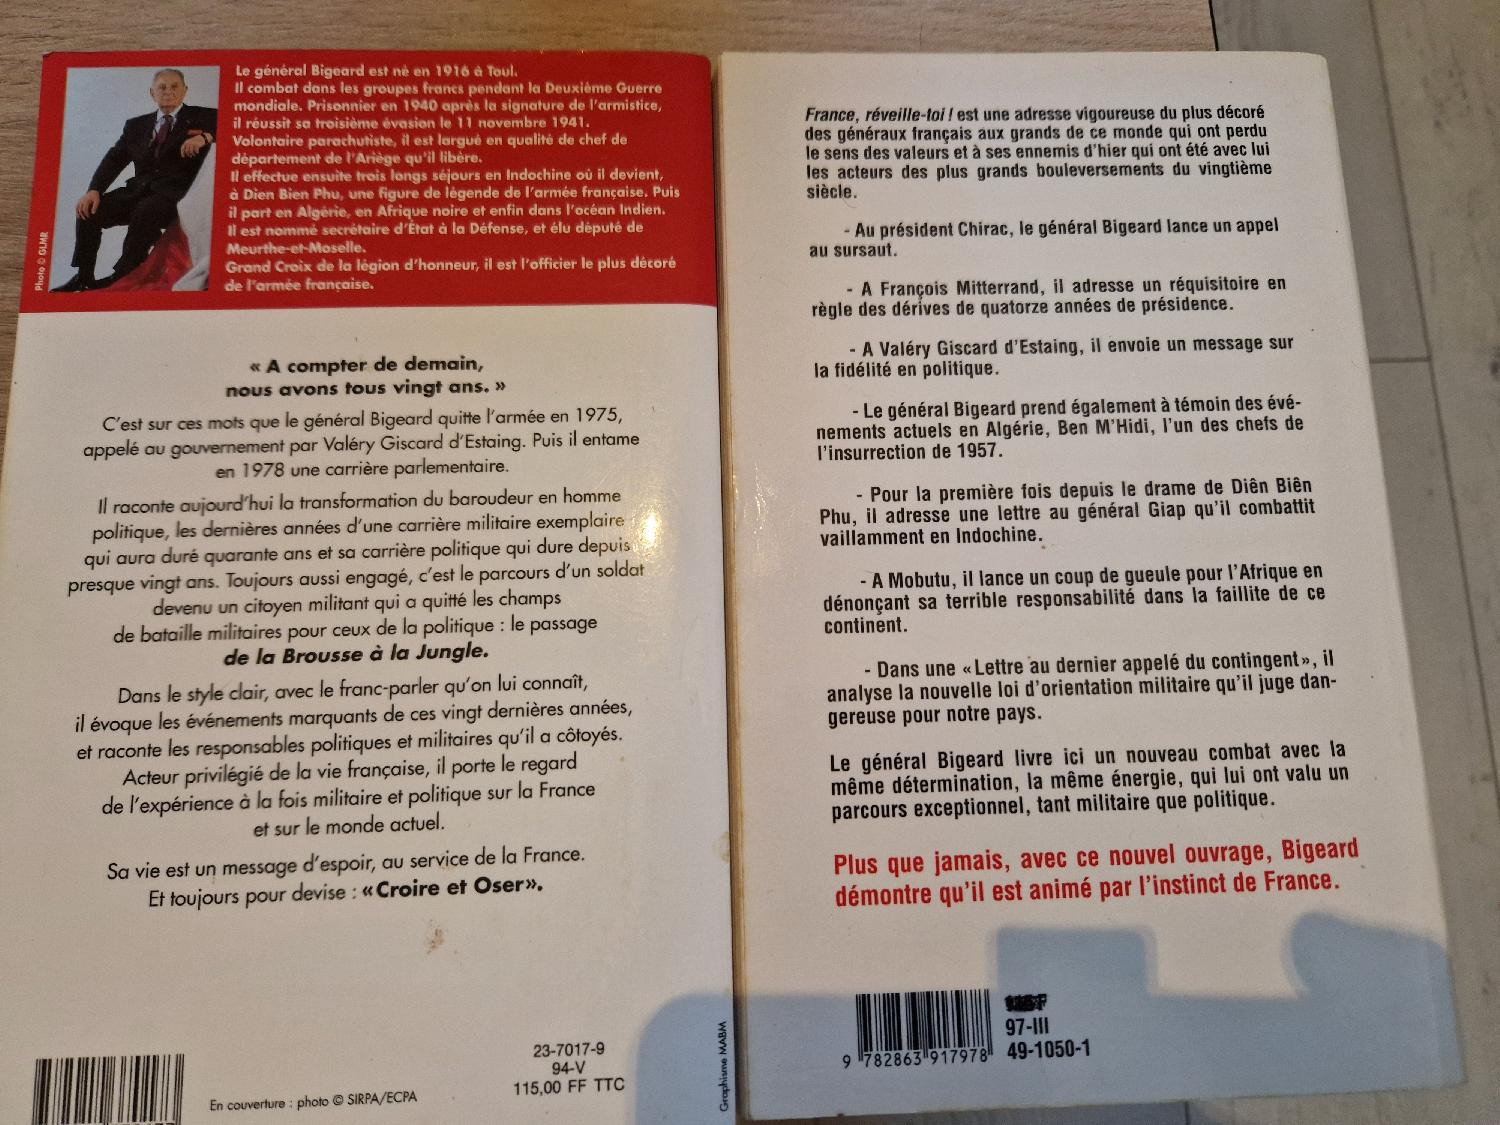 Photo © GLMR
Le général Bigeard est né en 1916 à Toul.
Il combat dans les groupes francs pendant la Deuxième Guerre
mondiale. Prisonnier en 1940 après la signature de l'armistice,
il réussit sa troisième évasion le 11 novembre 1941.
Volontaire parachutiste, il est largué en qualité de chef de
département de l'Ariège qu'il libère.
Il effectue ensuite trois longs séjours en Indochine où il devient,
à Dien Bien Phu, une figure de légende de l'armée française. Puis
il part en Algérie, en Afrique noire et enfin dans l'océan Indien.
Il est nommé secrétaire d'État à la Défense, et élu député de
Meurthe-et-Moselle.
Grand Croix de la légion d'honneur, il est l'officier le plus décoré
de l'armée française.
« A compter de demain,
nous avons tous vingt ans. »
C'est sur ces mots que le général Bigeard quitte l'armée en 1975,
appelé au gouvernement par Valéry Giscard d'Estaing. Puis il entame
en 1978 une carrière parlementaire.
Il raconte aujourd'hui la transformation du baroudeur en homme
politique, les dernières années d'une carrière militaire exemplaire
qui aura duré quarante ans et sa carrière politique qui dure depuis
presque vingt ans. Toujours aussi engagé, c'est le parcours d'un soldat
devenu un citoyen militant qui a quitté les champs
de bataille militaires pour ceux de la politique : le passage
de la Brousse à la Jungle.
Dans le style clair, avec le franc-parler qu'on lui connaît,
il évoque les événements marquants de ces vingt dernières années,
et raconte les responsables politiques et militaires qu'il a côtoyés.
Acteur privilégié de la vie française, il porte le regard
de l'expérience à la fois militaire et politique sur la France
et sur le monde actuel.
Sa vie est un message d'espoir, au service de la France.
Et toujours pour devise : «Croire et Oser».
23-7017-9
94-V
115,00 FF TTC
En couverture : photo © SIRPA/ECPA
Graphisme MABM
France, réveille-toi ! est une adresse vigoureuse du plus décoré
des généraux français aux grands de ce monde qui ont perdu
le sens des valeurs et à ses ennemis d'hier qui ont été avec lui
les acteurs des plus grands bouleversements du vingtième
siècle.
- Au président Chirac, le général Bigeard lance un appel
au sursaut.
- A François Mitterrand, il adresse un réquisitoire en
règle des dérives de quatorze années de présidence.
- A Valéry Giscard d'Estaing, il envoie un message sur
la fidélité en politique.
- Le général Bigeard prend également à témoin des évé-
nements actuels en Algérie, Ben M'Hidi, l'un des chefs de
l'insurrection de 1957.
- Pour la première fois depuis le drame de Diên Biên
Phu, il adresse une lettre au général Giap qu'il combattit
vaillamment en Indochine.
- A Mobutu, il lance un coup de gueule pour l'Afrique en
dénonçant sa terrible responsabilité dans la faillite de ce
continent.
- Dans une «Lettre au dernier appelé du contingent», il
analyse la nouvelle loi d'orientation militaire qu'il juge dan-
gereuse pour notre pays.
Le général Bigeard livre ici un nouveau combat avec la
même détermination, la même énergie, qui lui ont valu un
parcours exceptionnel, tant militaire que politique.
Plus que jamais, avec ce nouvel ouvrage, Bigeard
démontre qu'il est animé par l'instinct de France.
97-III
49-1050-1
9 782863 917978